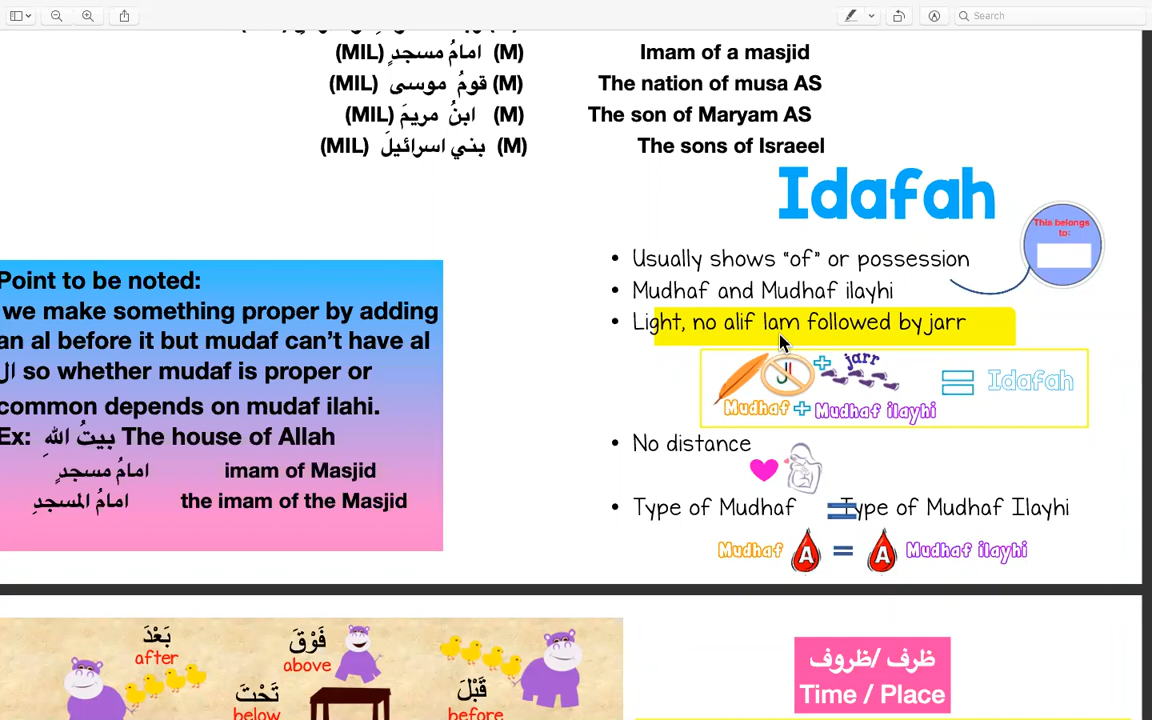 Search
امامُ مسجدٍ (M) (MIL)
Imam of a masjid
قومُ موسى (M) (MIL)
The nation of musa AS
ابنُ مريمَ (M) (MIL)
The son of Maryam AS
بني اسرائيلَ (M) (MIL)
The sons of Israeel
Point to be noted:
we make something proper by adding
an al before it but mudaf can’t have al
ال so whether mudaf is proper or
common depends on mudaf ilahi.
Ex: بيتُ اللهِ The house of Allah
امامُ مسجدٍ imam of Masjid
امامُ المسجدِ the imam of the Masjid
Idafah
This belongs
to:
• Usually shows “of” or possession
• Mudhaf and Mudhaf ilayhi
• Light, no alif lam followed by jarr
ال + jarr = Idafah
Mudhaf + Mudhaf ilayhi
• No distance
• Type of Mudhaf = Type of Mudhaf Ilayhi
Mudhaf A = A Mudhaf ilayhi
بَعْدَ
after
فَوْقَ
above
تَحْتَ
below
قَبْلَ
before
ظرف /ظروف
Time / Place